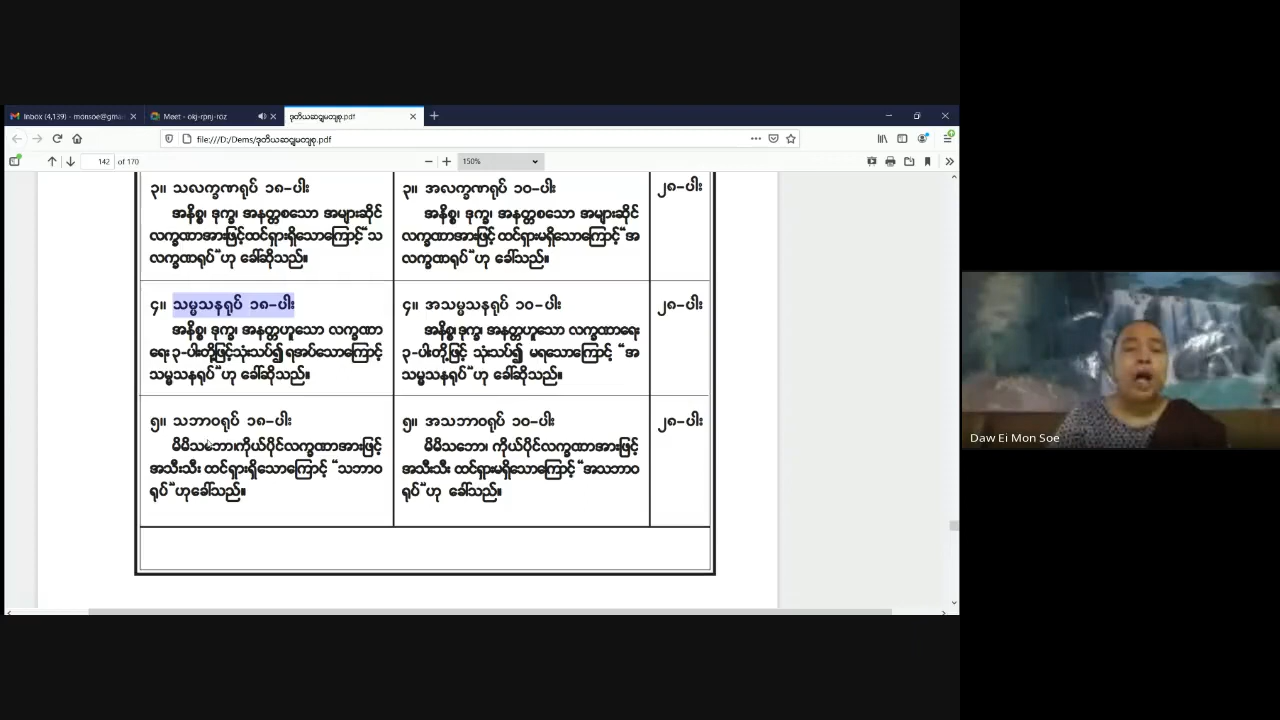 Inbox (4,139) - monsoe@gma
Meet - okj-rpnj-roz
ဒုတိယဆင့်မတျစု.pdf
file:///D:/Dems/ဒုတိယဆင့်မတျစု.pdf
142 of 170
150%
၃။ သလက္ခဏရုပ် ၁၈–ပါး
အနိစ္စ၊ ဒုက္ခ၊ အနတ္တစသော အများဆိုင်
လက္ခဏာအားဖြင့်ထင်ရှားရှိသောကြောင့်“သ
လက္ခဏရုပ်”ဟု ခေါ်ဆိုသည်။
၃။ အလက္ခဏရုပ် ၁၀–ပါး
အနိစ္စ၊ ဒုက္ခ၊ အနတ္တစသော အများဆိုင်
လက္ခဏာအားဖြင့် ထင်ရှားမရှိသောကြောင့်“အ
လက္ခဏရုပ်”ဟု ခေါ်သည်။
၂၈–ပါး
၄။ သမ္မသနရုပ် ၁၈–ပါး
အနိစ္စ၊ ဒုက္ခ၊ အနတ္တဟူသော လက္ခဏာ
ရေး ၃–ပါးတို့ဖြင့်သုံးသပ်၍ ရအပ်သောကြောင့်
သမ္မသနရုပ်”ဟု ခေါ်ဆိုသည်။
၄။ အသမ္မသနရုပ် ၁၀–ပါး
အနိစ္စ၊ ဒုက္ခ၊ အနတ္တဟူသော လက္ခဏာရေး
၃–ပါးတို့ဖြင့် သုံးသပ်၍ မရသောကြောင့် “အ
သမ္မသနရုပ်”ဟု ခေါ်ဆိုသည်။
၂၈–ပါး
၅။ သဘာဝရုပ် ၁၈–ပါး
မိမိသဘော၊ကိုယ်ပိုင်လက္ခဏာအားဖြင့်
အသီးသီး ထင်ရှားရှိသောကြောင့် “သဘာဝ
ရုပ်”ဟုခေါ်သည်။
၅။ အသဘာဝရုပ် ၁၀–ပါး
မိမိသဘော၊ ကိုယ်ပိုင်လက္ခဏာအားဖြင့်
အသီးသီး ထင်ရှားမရှိသောကြောင့် “အသဘာဝ
ရုပ်”ဟု ခေါ်သည်။
၂၈–ပါး
Daw Ei Mon Soe